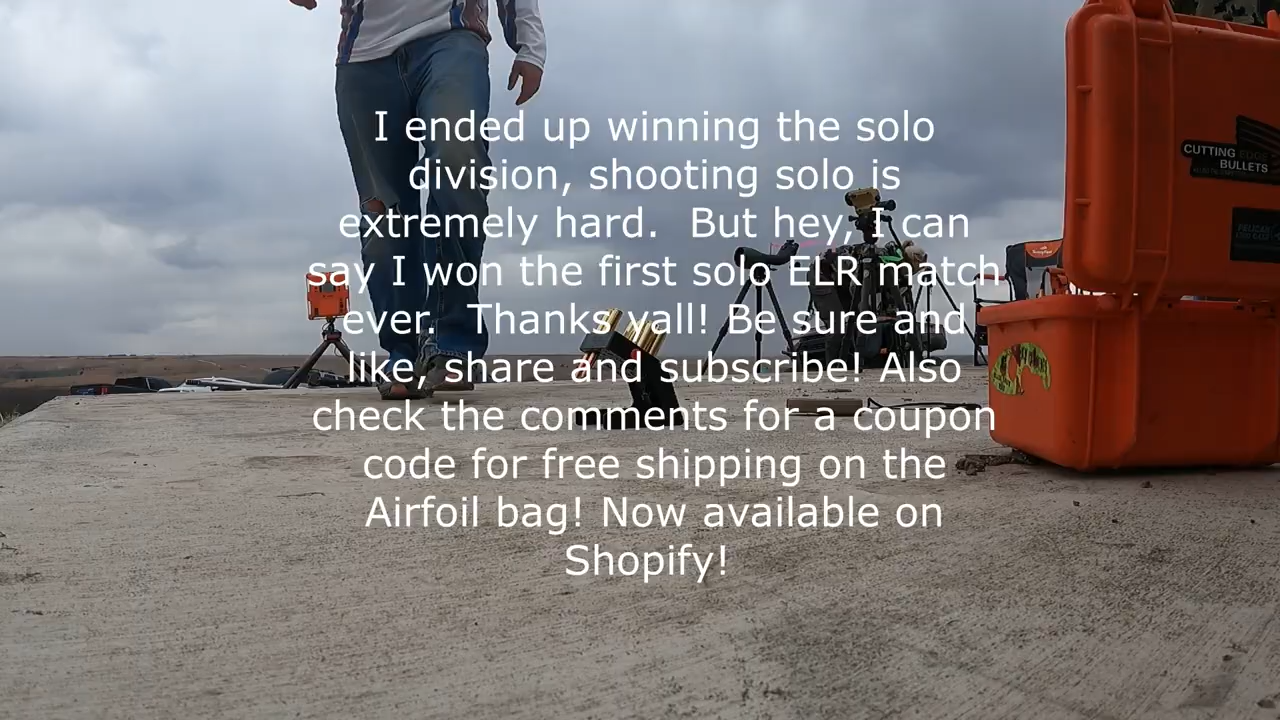 I ended up winning the solo
division, shooting solo is
extremely hard.  But hey, I can
say I won the first solo ELR match
ever.  Thanks yall! Be sure and
like, share and subscribe! Also
check the comments for a coupon
code for free shipping on the
Airfoil bag! Now available on
Shopify!
CUTTING EDGE
BULLETS
PELICAN